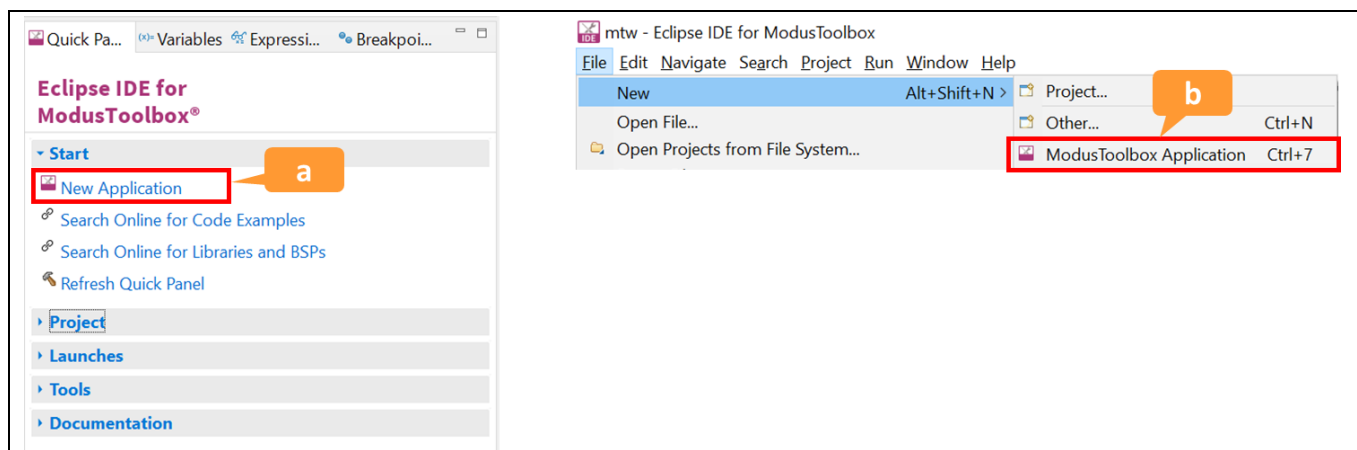 Quick Pa... (x)= Variables Expressi... Breakpoi...
Eclipse IDE for
ModusToolbox®
Start
New Application
a
Search Online for Code Examples
Search Online for Libraries and BSPs
Refresh Quick Panel
Project
Launches
Tools
Documentation
IDE mtw - Eclipse IDE for ModusToolbox
File Edit Navigate Search Project Run Window Help
New Alt+Shift+N > Project...
b
Open File... Other... Ctrl+N
Open Projects from File System... ModusToolbox Application Ctrl+7